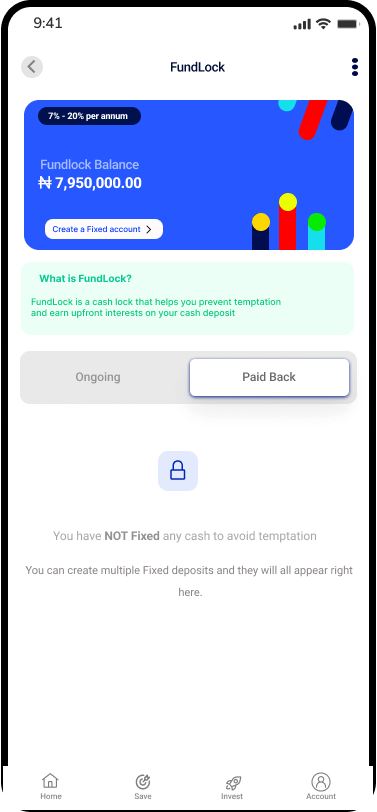 9:41
FundLock
7% - 20% per annum
Fundlock Balance
₦ 7,950,000.00
Create a Fixed account
What is FundLock?
FundLock is a cash lock that helps you prevent temptation
and earn upfront interests on your cash deposit
Ongoing
Paid Back
You have NOT Fixed any cash to avoid temptation
You can create multiple Fixed deposits and they will all appear right
here.
Home
Save
Invest
Account